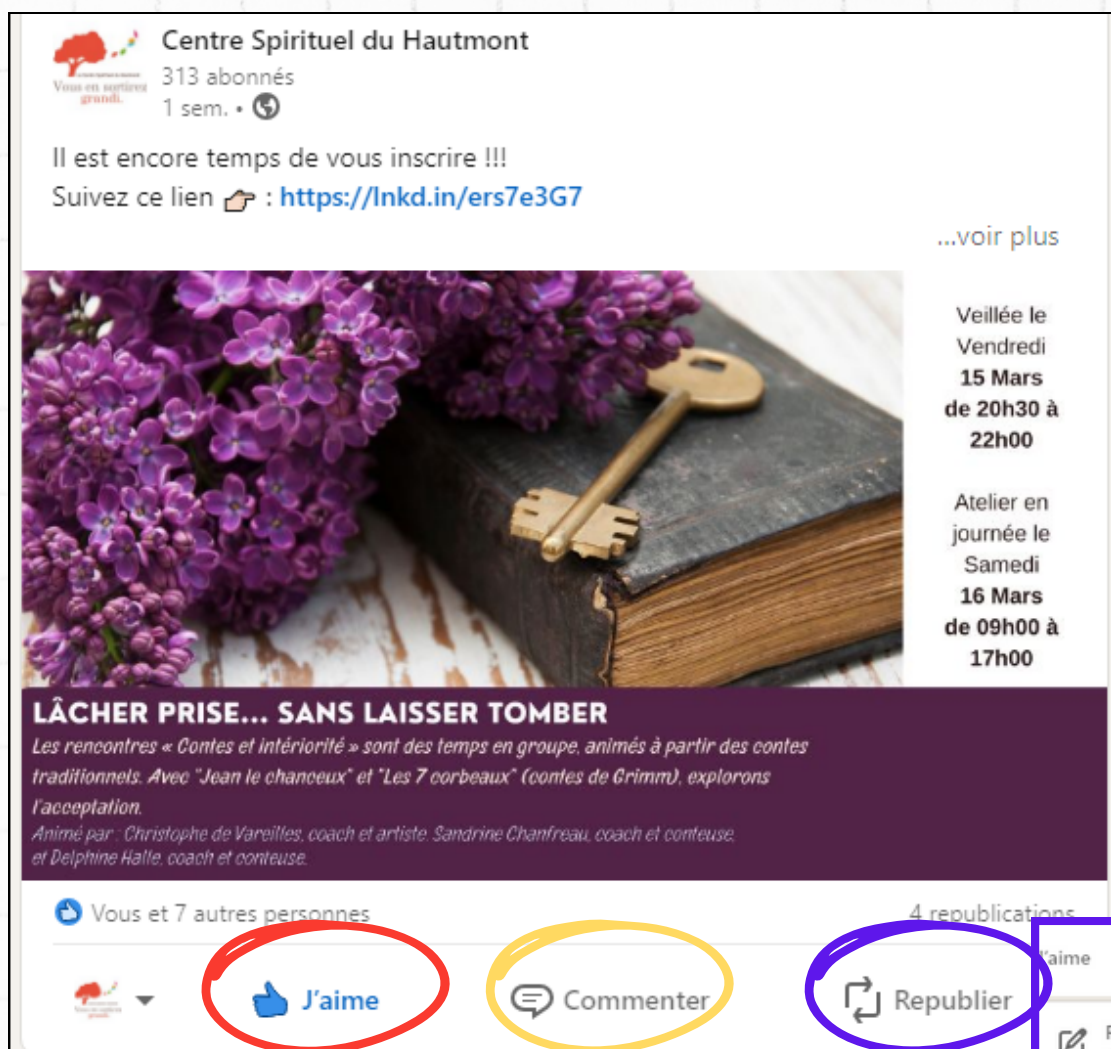 Centre Spirituel du Hautmont
313 abonnés
Vous en sortirez
grandi.
1 sem. •
Il est encore temps de vous inscrire !!!
Suivez ce lien 👉 : https://lnkd.in/ers7e3G7
...voir plus
Veillée le
Vendredi
15 Mars
de 20h30 à
22h00
Atelier en
journée le
Samedi
16 Mars
de 09h00 à
17h00
LÂCHER PRISE... SANS LAISSER TOMBER
Les rencontres « Contes et intériorité » sont des temps en groupe, animés à partir des contes
traditionnels. Avec "Jean le chanceux" et "Les 7 corbeaux" (contes de Grimm), explorons
l'acceptation.
Animé par : Christophe de Vareilles, coach et artiste. Sandrine Chanfreau, coach et conteuse,
et Delphine Halle, coach et conteuse.
Vous et 7 autres personnes
4 republications
J'aime
Commenter
Republier
'aime